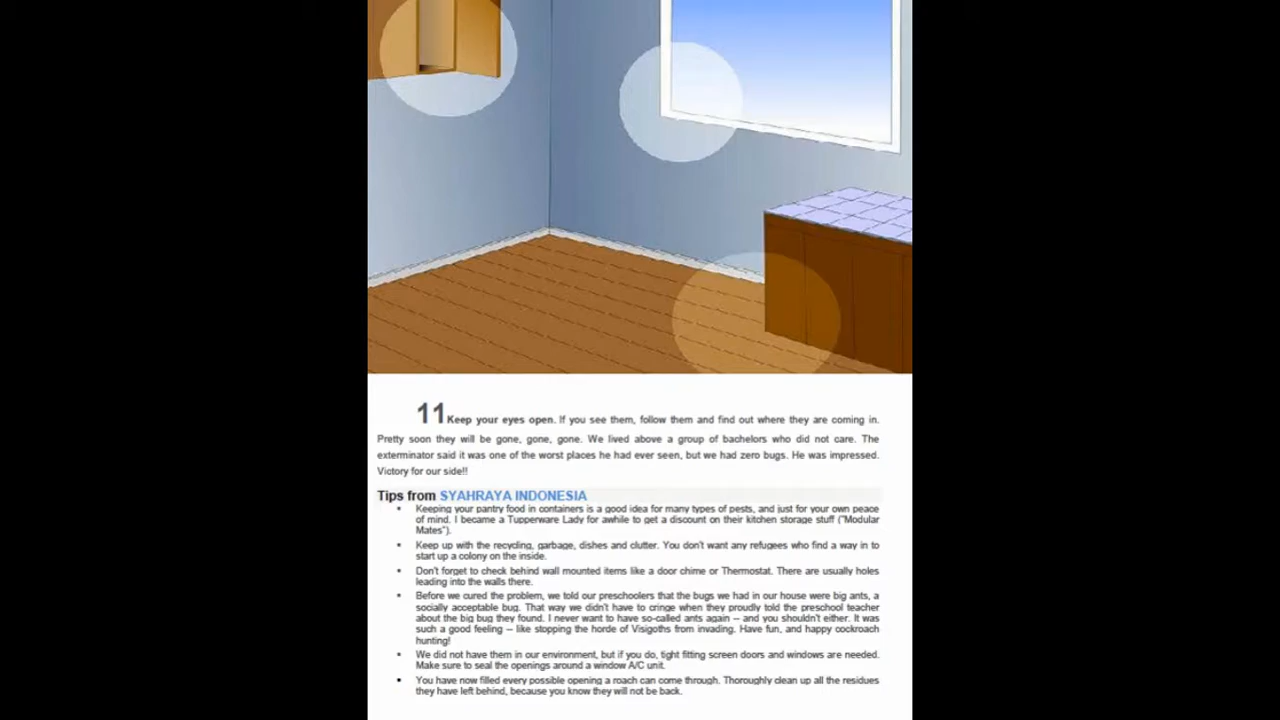 11 Keep your eyes open. If you see them, follow them and find out where they are coming in.
Pretty soon they will be gone, gone, gone. We lived above a group of bachelors who did not care. The
exterminator said it was one of the worst places he had ever seen, but we had zero bugs. He was impressed.
Victory for our side!!
Tips from SYAHRAYA INDONESIA
• Keeping your pantry food in containers is a good idea for many types of pests, and just for your own peace
of mind. I became a Tupperware Lady for awhile to get a discount on their kitchen storage stuff ("Modular
Mates").
• Keep up with the recycling, garbage, dishes and clutter. You don't want any refugees who find a way in to
start up a colony on the inside.
• Don't forget to check behind wall mounted items like a door chime or Thermostat. There are usually holes
leading into the walls there.
• Before we cured the problem, we told our preschoolers that the bugs we had in our house were big ants, a
socially acceptable bug. That way we didn't have to cringe when they proudly told the preschool teacher
about the big bug they found. I never want to have so-called ants again -- and you shouldn't either. It was
such a good feeling -- like stopping the horde of Visigoths from invading. Have fun, and happy cockroach
hunting!
• We did not have them in our environment, but if you do, tight fitting screen doors and windows are needed.
Make sure to seal the openings around a window A/C unit.
• You have now filled every possible opening a roach can come through. Thoroughly clean up all the residues
they have left behind, because you know they will not be back.